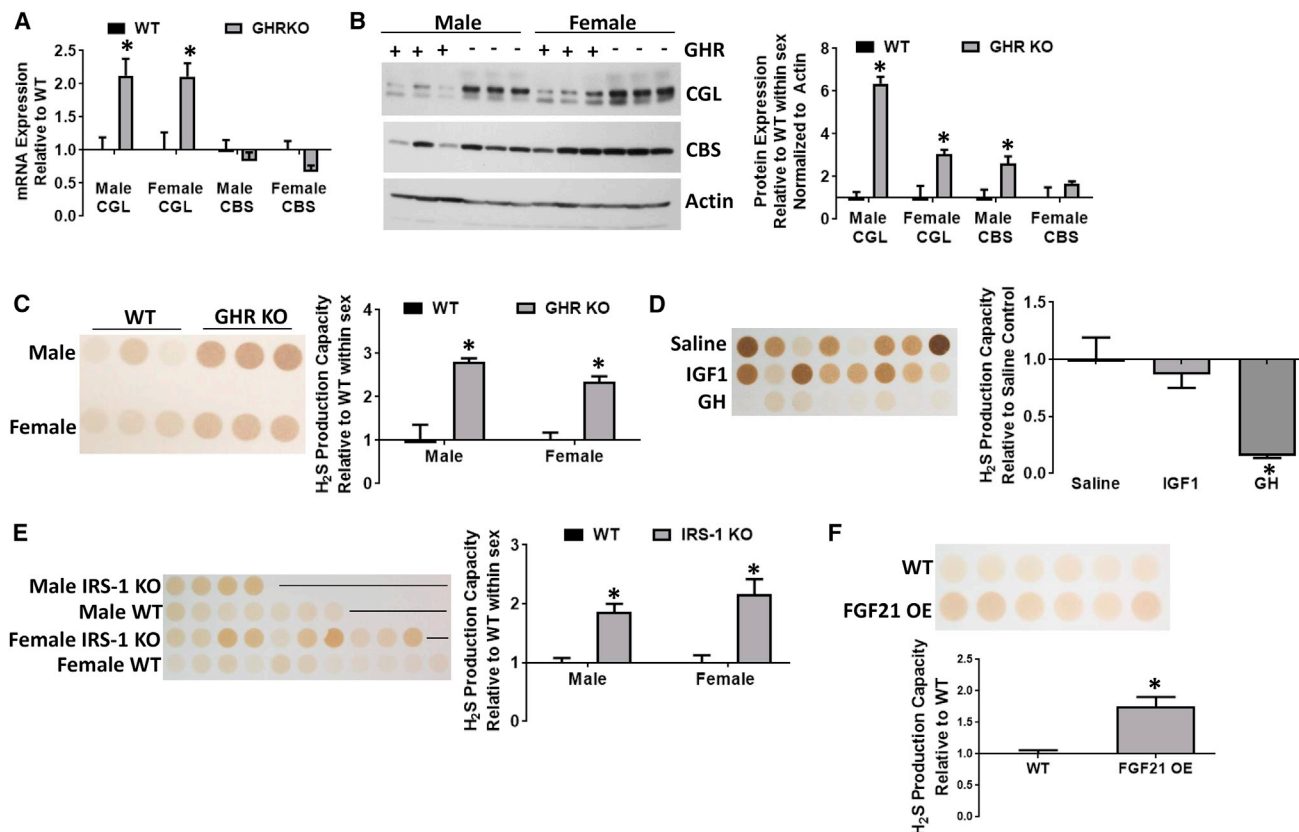 A
WT GHRKO
mRNA Expression
Relative to WT
2.5
2.0
1.5
1.0
0.5
0.0
* *
Male CGL
Female CGL
Male CBS
Female CBS
B
Male Female
+ + + - - - + + + - - - GHR
CGL
CBS
Actin
WT GHR KO
Protein Expression
Relative to WT within sex
Normalized to Actin
8
6
4
2
0
* * *
Male CGL
Female CGL
Male CBS
Female CBS
C
WT GHR KO
Male
Female
WT GHR KO
H2S Production Capacity
Relative to WT within sex
4
3
2
1
0
* *
Male Female
D
Saline
IGF1
GH
H2S Production Capacity
Relative to Saline Control
1.5
1.0
0.5
0.0
*
Saline IGF1 GH
E
Male IRS-1 KO
Male WT
Female IRS-1 KO
Female WT
WT IRS-1 KO
H2S Production Capacity
Relative to WT within sex
3
2
1
0
* *
Male Female
F
WT
FGF21 OE
H2S Production Capacity
Relative to WT
2.5
2.0
1.5
1.0
0.5
0.0
*
WT FGF21 OE